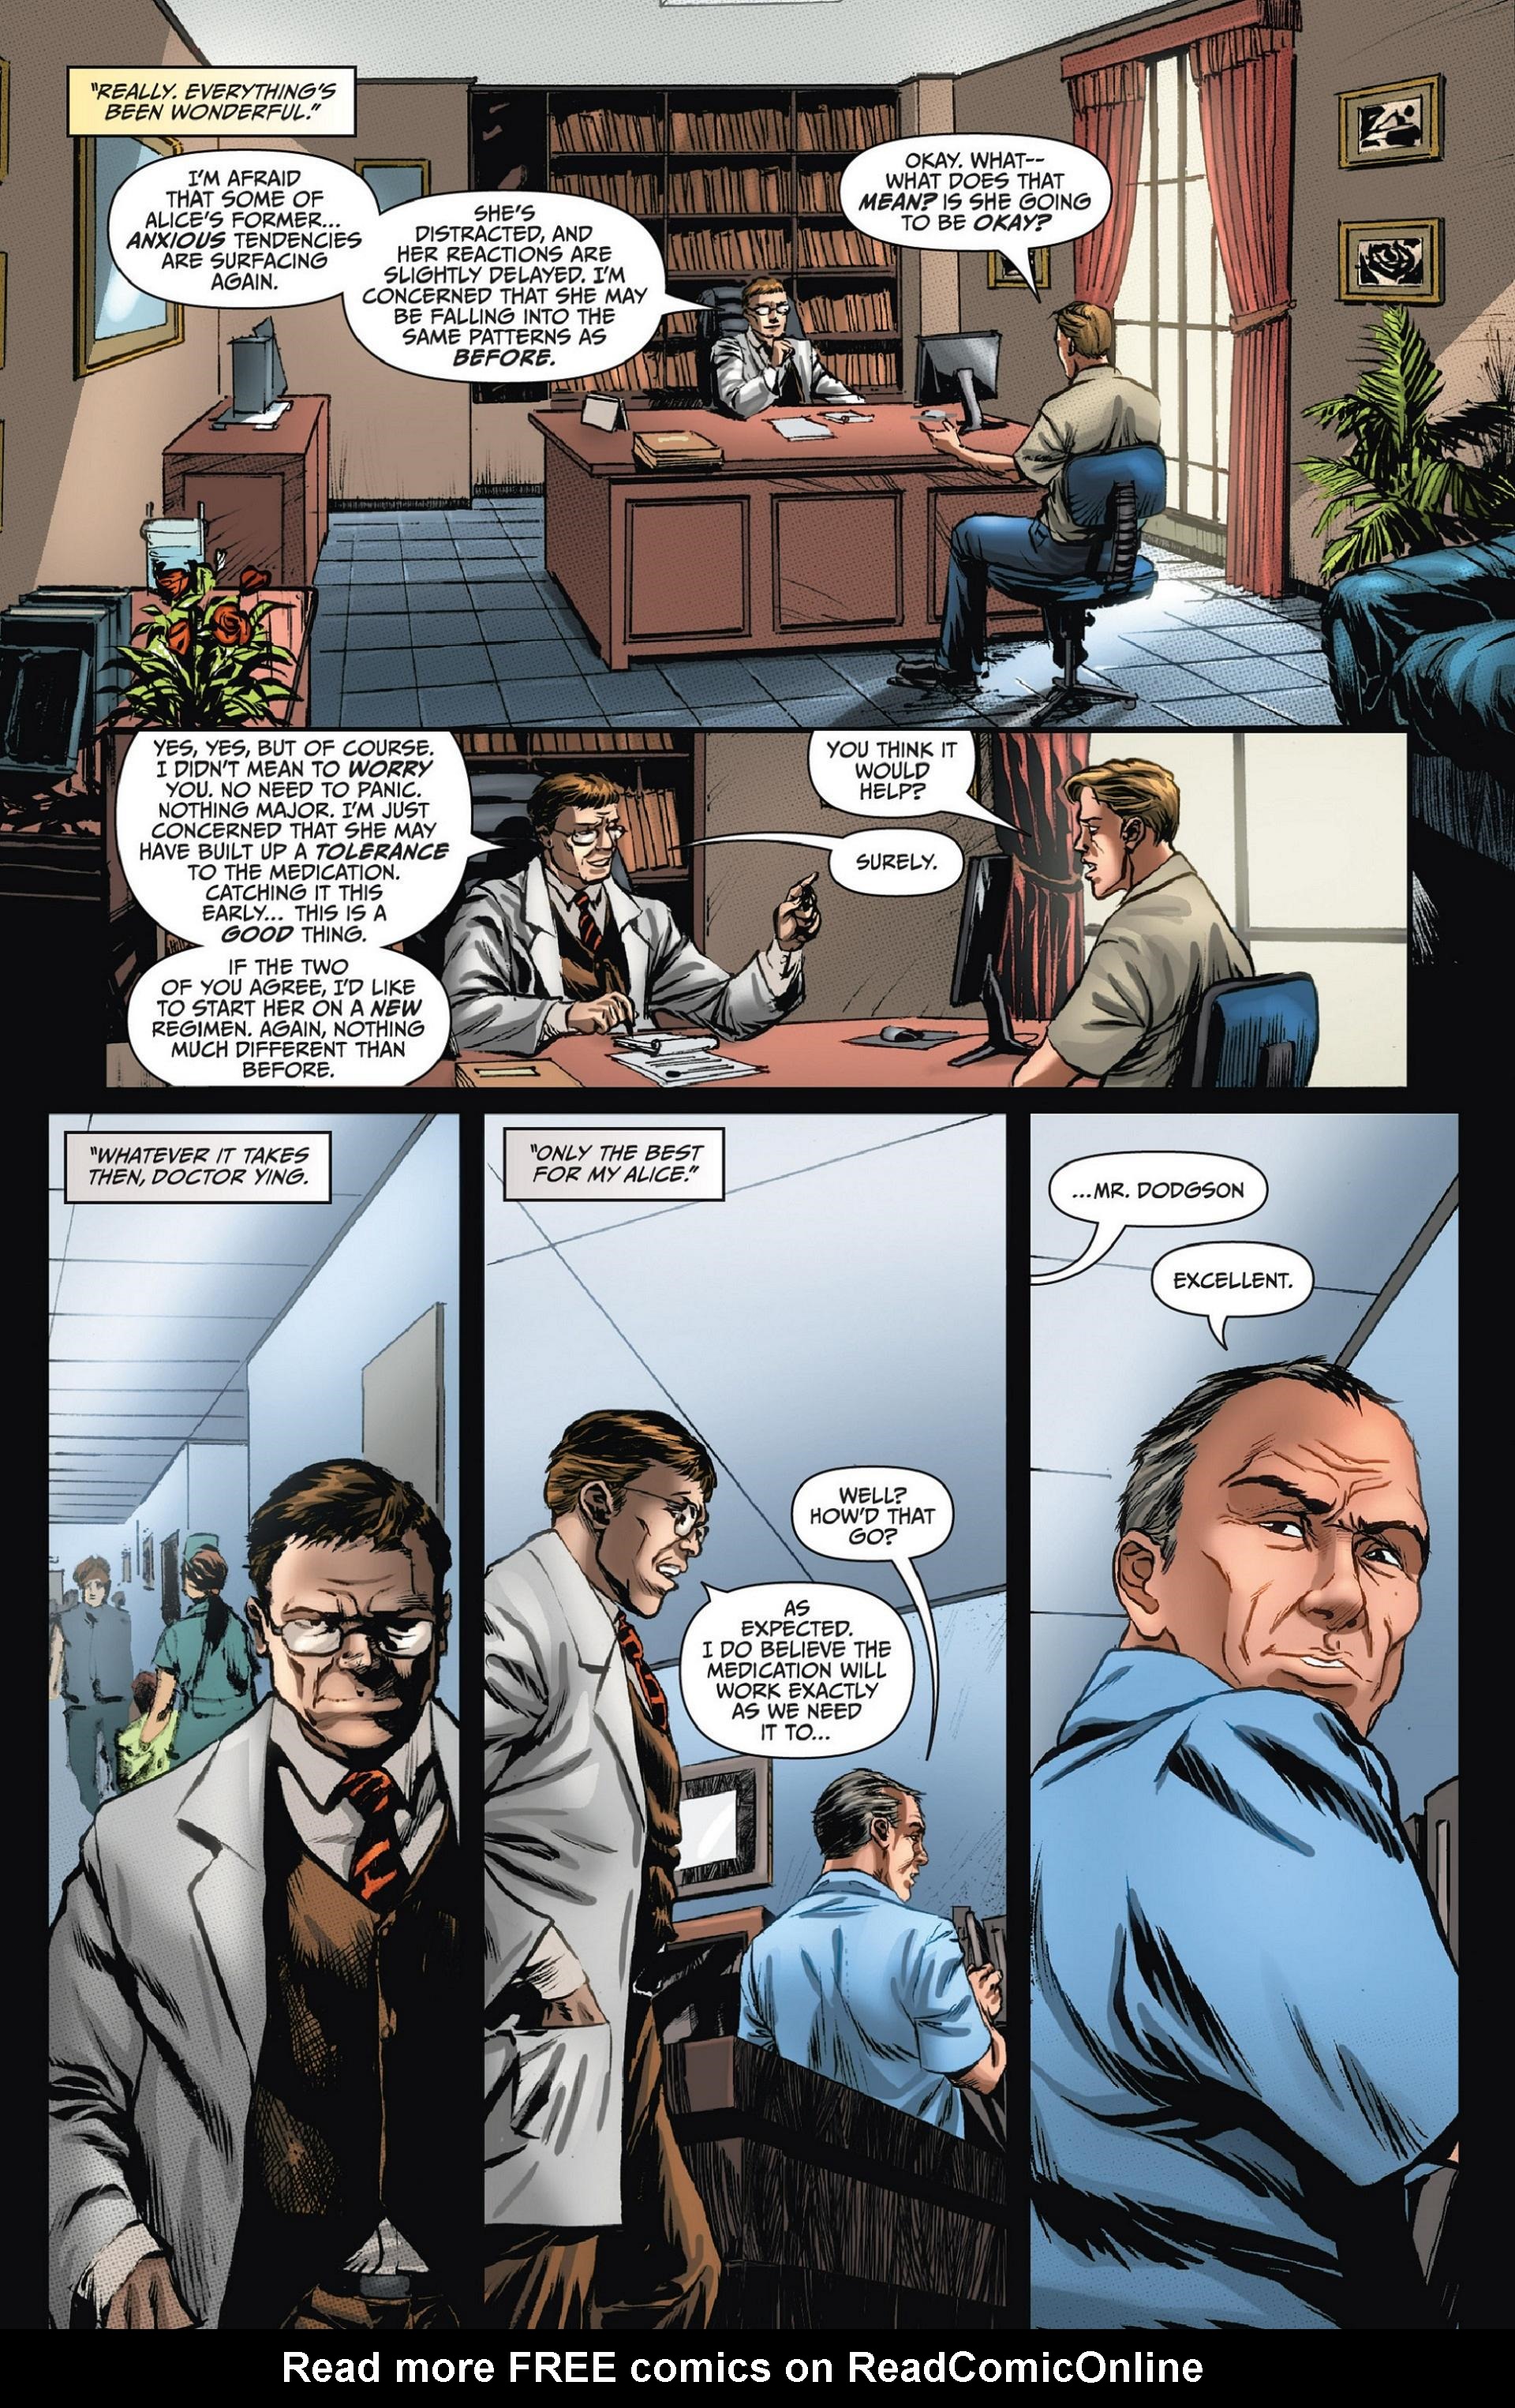 "REALLY. EVERYTHING'S
BEEN WONDERFUL."
I'M AFRAID
THAT SOME OF
ALICE'S FORMER...
ANXIOUS TENDENCIES
ARE SURFACING
AGAIN.
SHE'S
DISTRACTED, AND
HER REACTIONS ARE
SLIGHTLY DELAYED. I'M
CONCERNED THAT SHE MAY
BE FALLING INTO THE
SAME PATTERNS AS
BEFORE.
OKAY. WHAT--
WHAT DOES THAT
MEAN? IS SHE GOING
TO BE OKAY?
YES, YES, BUT OF COURSE.
I DIDN'T MEAN TO WORRY
YOU. NO NEED TO PANIC.
NOTHING MAJOR. I'M JUST
CONCERNED THAT SHE MAY
HAVE BUILT UP A TOLERANCE
TO THE MEDICATION.
CATCHING IT THIS
EARLY... THIS IS A
GOOD THING.
IF THE TWO
OF YOU AGREE, I'D LIKE
TO START HER ON A NEW
REGIMEN. AGAIN, NOTHING
MUCH DIFFERENT THAN
BEFORE.
YOU THINK IT
WOULD
HELP?
SURELY.
"WHATEVER IT TAKES
THEN, DOCTOR YING.
"ONLY THE BEST
FOR MY ALICE."
WELL?
HOW'D THAT
GO?
AS
EXPECTED.
I DO BELIEVE THE
MEDICATION WILL
WORK EXACTLY
AS WE NEED
IT TO...
...MR. DODGSON
EXCELLENT.
Read more FREE comics on ReadComicOnline